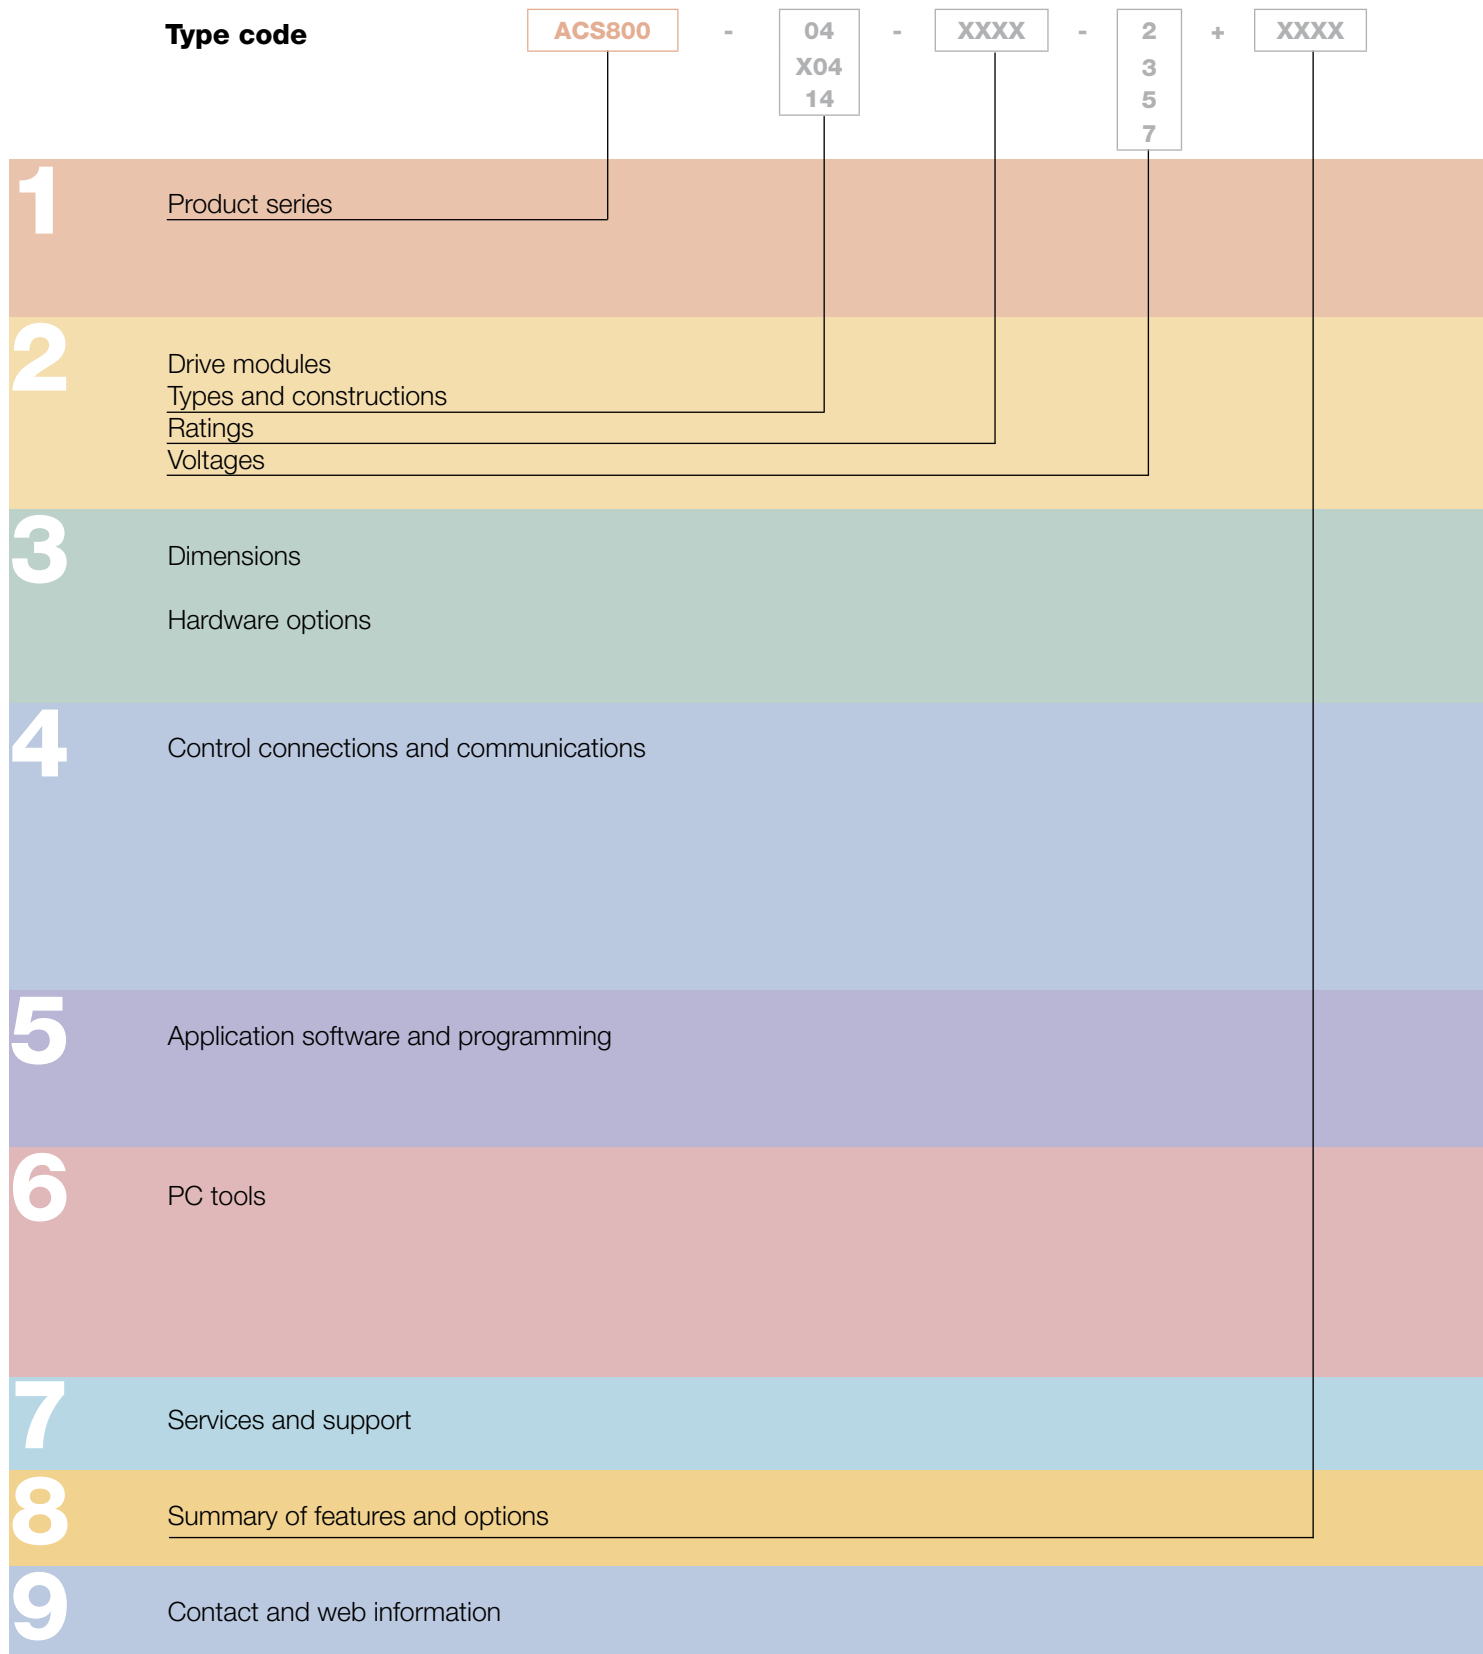 Type code ACS800 - 04 - XXXX - 2 + XXXX
X04 3
14 5
7
1
Product series
2
Drive modules
Types and constructions
Ratings
Voltages
3
Dimensions
Hardware options
4
Control connections and communications
5
Application software and programming
6
PC tools
7
Services and support
8
Summary of features and options
9
Contact and web information